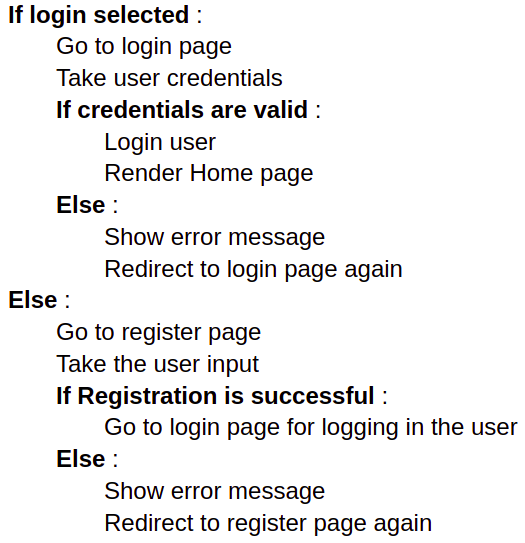 If login selected :
Go to login page
Take user credentials
If credentials are valid :
Login user
Render Home page
Else :
Show error message
Redirect to login page again
Else :
Go to register page
Take the user input
If Registration is successful :
Go to login page for logging in the user
Else :
Show error message
Redirect to register page again